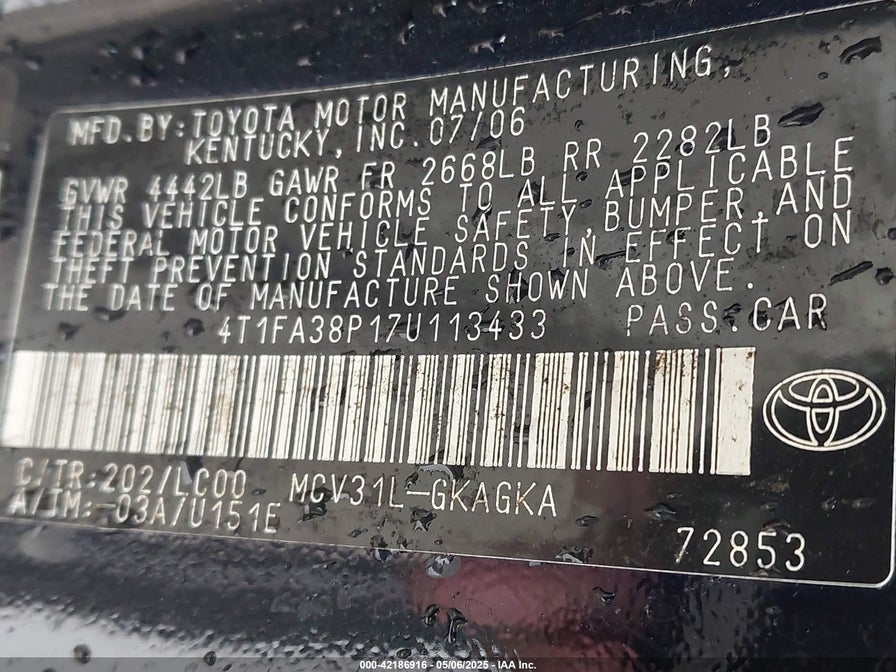 MFD.BY:TOYOTA MOTOR MANUFACTURING,
KENTUCKY,INC.07/06
GVWR 4442LB GAWR FR 2668LB RR 2282LB
THIS VEHICLE CONFORMS TO ALL APPLICABLE
FEDERAL MOTOR VEHICLE SAFETY,BUMPER,AND
THEFT PREVENTION STANDARDS IN EFFECT ON
THE DATE OF MANUFACTURE SHOWN ABOVE.
4T1FA38P17U113433 PASS.CAR
C/TR:202/LC00 MCV31L-GKAGKA
A/TM:-03A/U151E
72853
000-42186916 - 05/06/2025 - IAA Inc.